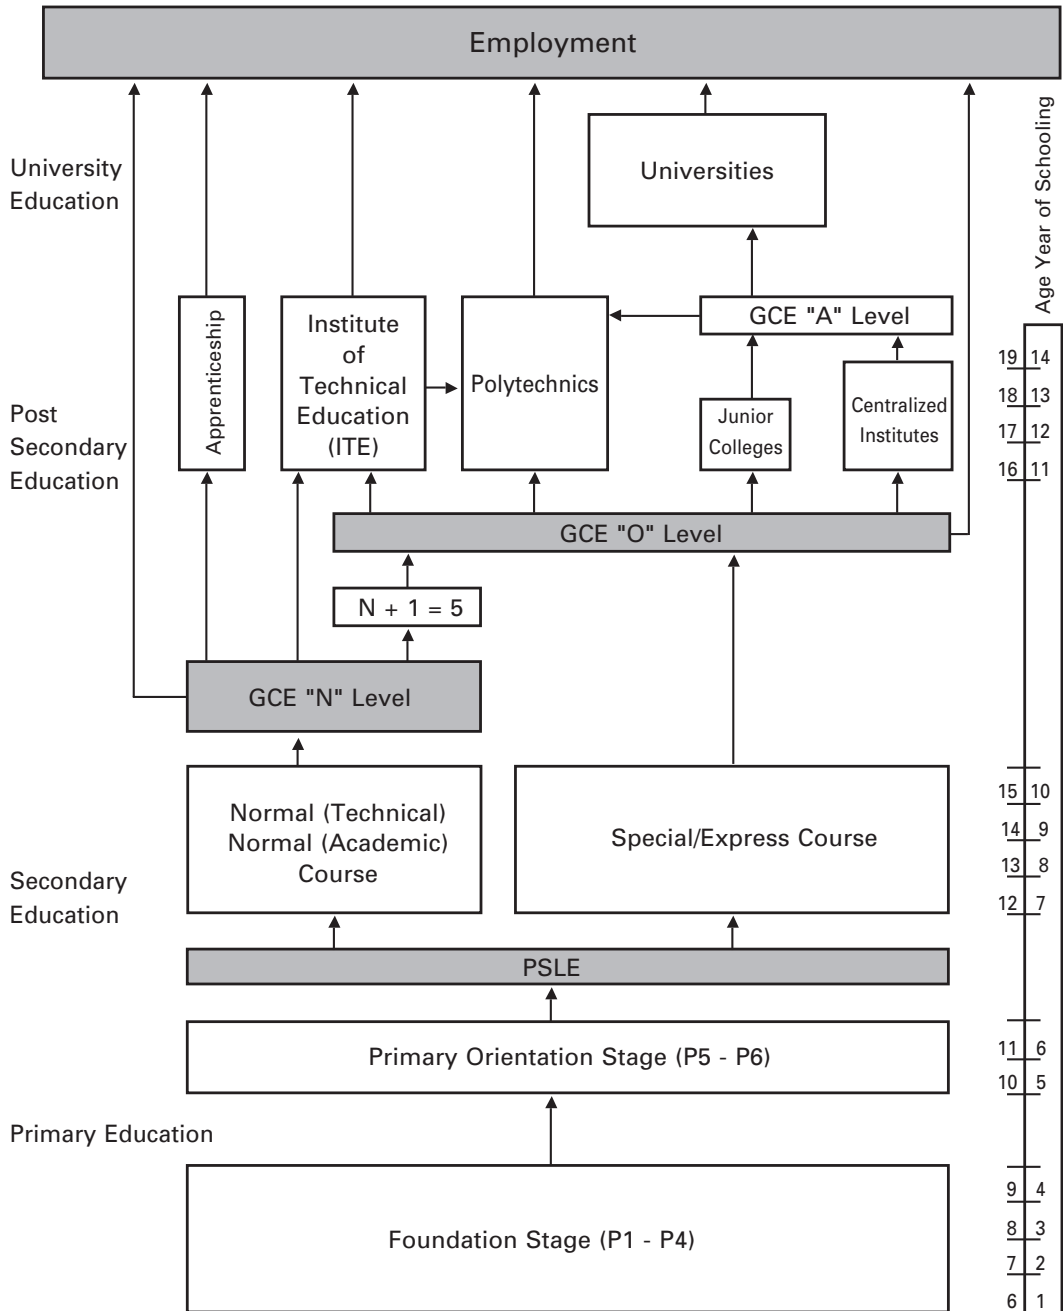 Employment
University
Education
Universities
Age Year of Schooling
Apprenticeship
Institute
of
Technical
Education
(ITE)
Polytechnics
GCE "A" Level
Post
Secondary
Education
Junior
Colleges
Centralized
Institutes
19 14
18 13
17 12
16 11
GCE "O" Level
N + 1 = 5
GCE "N" Level
Normal (Technical)
Normal (Academic)
Course
Special/Express Course
15 10
14 9
13 8
12 7
Secondary
Education
PSLE
Primary Orientation Stage (P5 - P6)
11 6
10 5
Primary Education
Foundation Stage (P1 - P4)
9 4
8 3
7 2
6 1